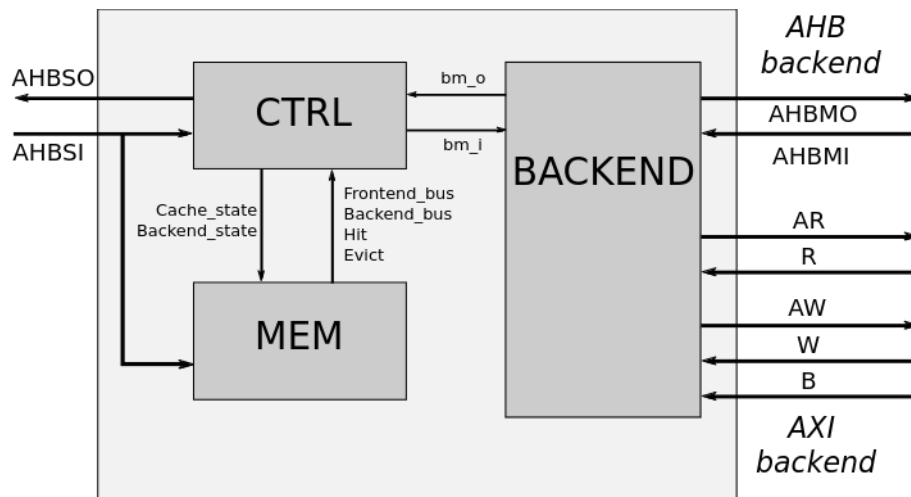 AHB
backend
AHBSO
bm_o
CTRL
AHBMO
AHBSI
bm_i
AHBMI
BACKEND
Cache_state
Backend_state
Frontend_bus
Backend_bus
Hit
Evict
AR
R
MEM
AW
W
B
AXI
backend